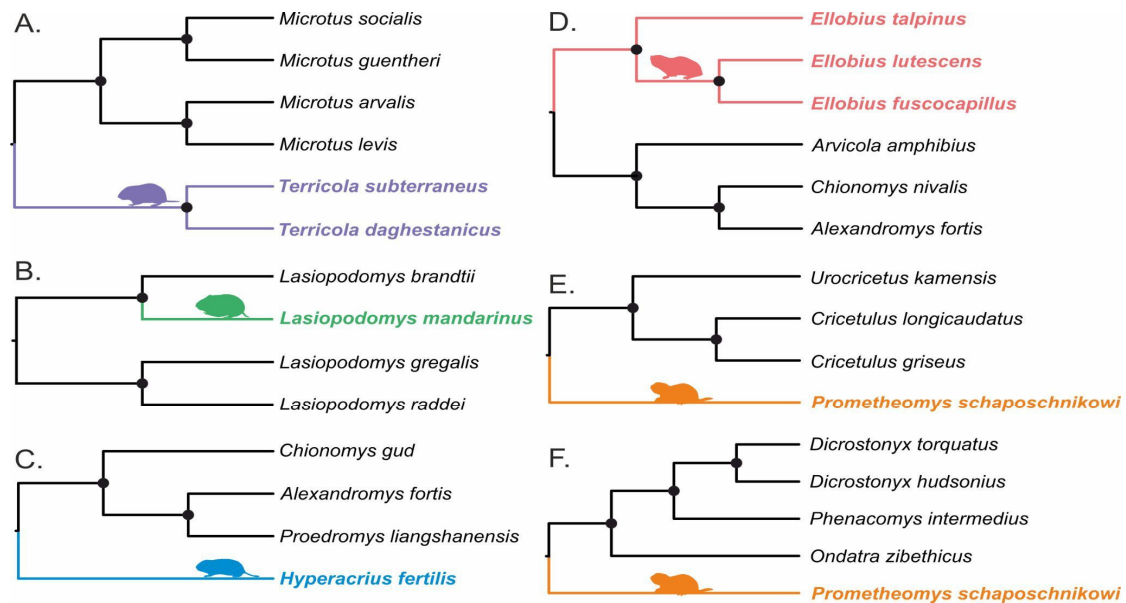 A.
Microtus socialis
Microtus guentheri
Microtus arvalis
Microtus levis
Terricola subterraneus
Terricola daghestanicus
B.
Lasiopodomys brandtii
Lasiopodomys mandarinus
Lasiopodomys gregalis
Lasiopodomys raddei
C.
Chionomys gud
Alexandromys fortis
Proedromys liangshanensis
Hyperacrius fertilis
D.
Ellobius talpinus
Ellobius lutescens
Ellobius fuscocapillus
Arvicola amphibius
Chionomys nivalis
Alexandromys fortis
E.
Urocricetus kamensis
Cricetulus longicaudatus
Cricetulus griseus
Prometheomys schaposchnikowi
F.
Dicrostonyx torquatus
Dicrostonyx hudsonius
Phenacomys intermedius
Ondatra zibethicus
Prometheomys schaposchnikowi